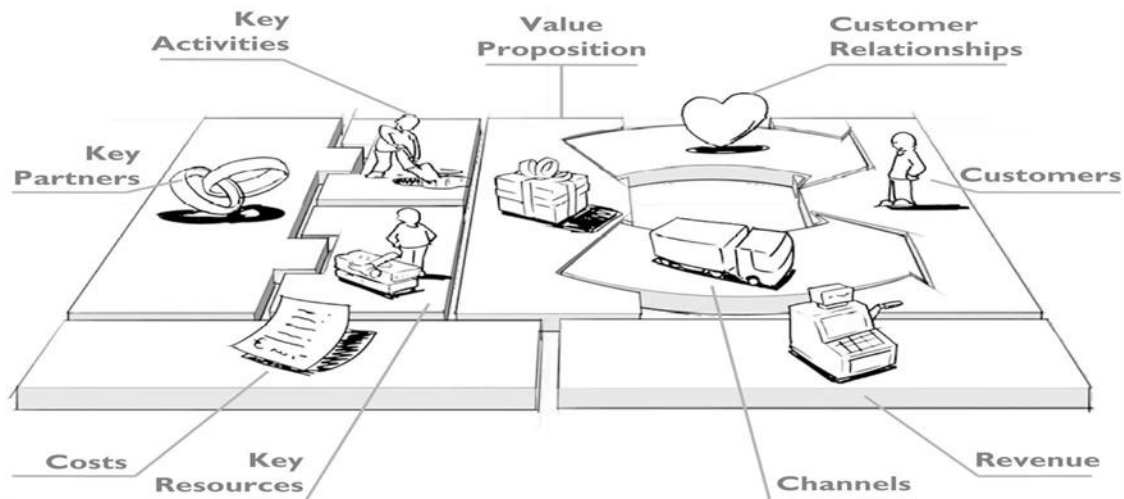 Key
Activities
Value
Proposition
Customer
Relationships
Key
Partners
Customers
Costs
Key
Resources
Channels
Revenue